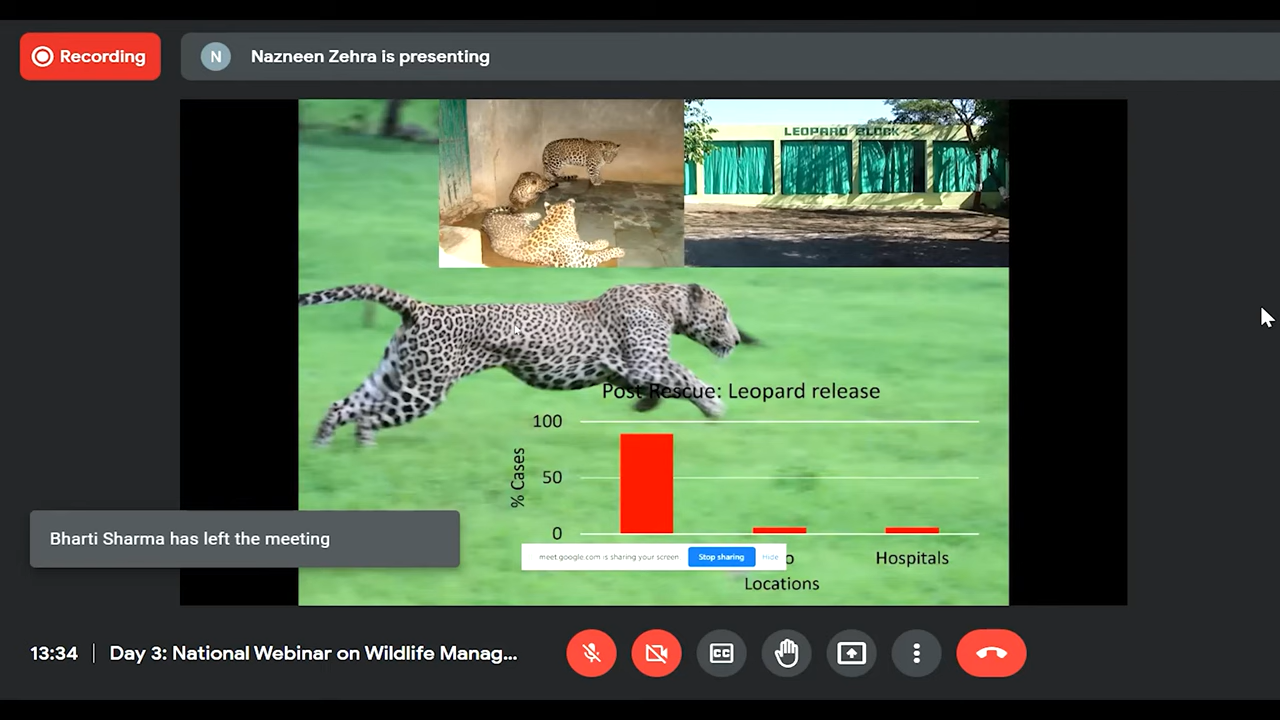 Recording
N
Nazneen Zehra is presenting
LEOPARD BLOCK-2
Post Rescue: Leopard release
100
50
0
% Cases
meet.google.com is sharing your screen
Stop sharing
Hide
o
Hospitals
Locations
Bharti Sharma has left the meeting
13:34
Day 3: National Webinar on Wildlife Manag...
CC